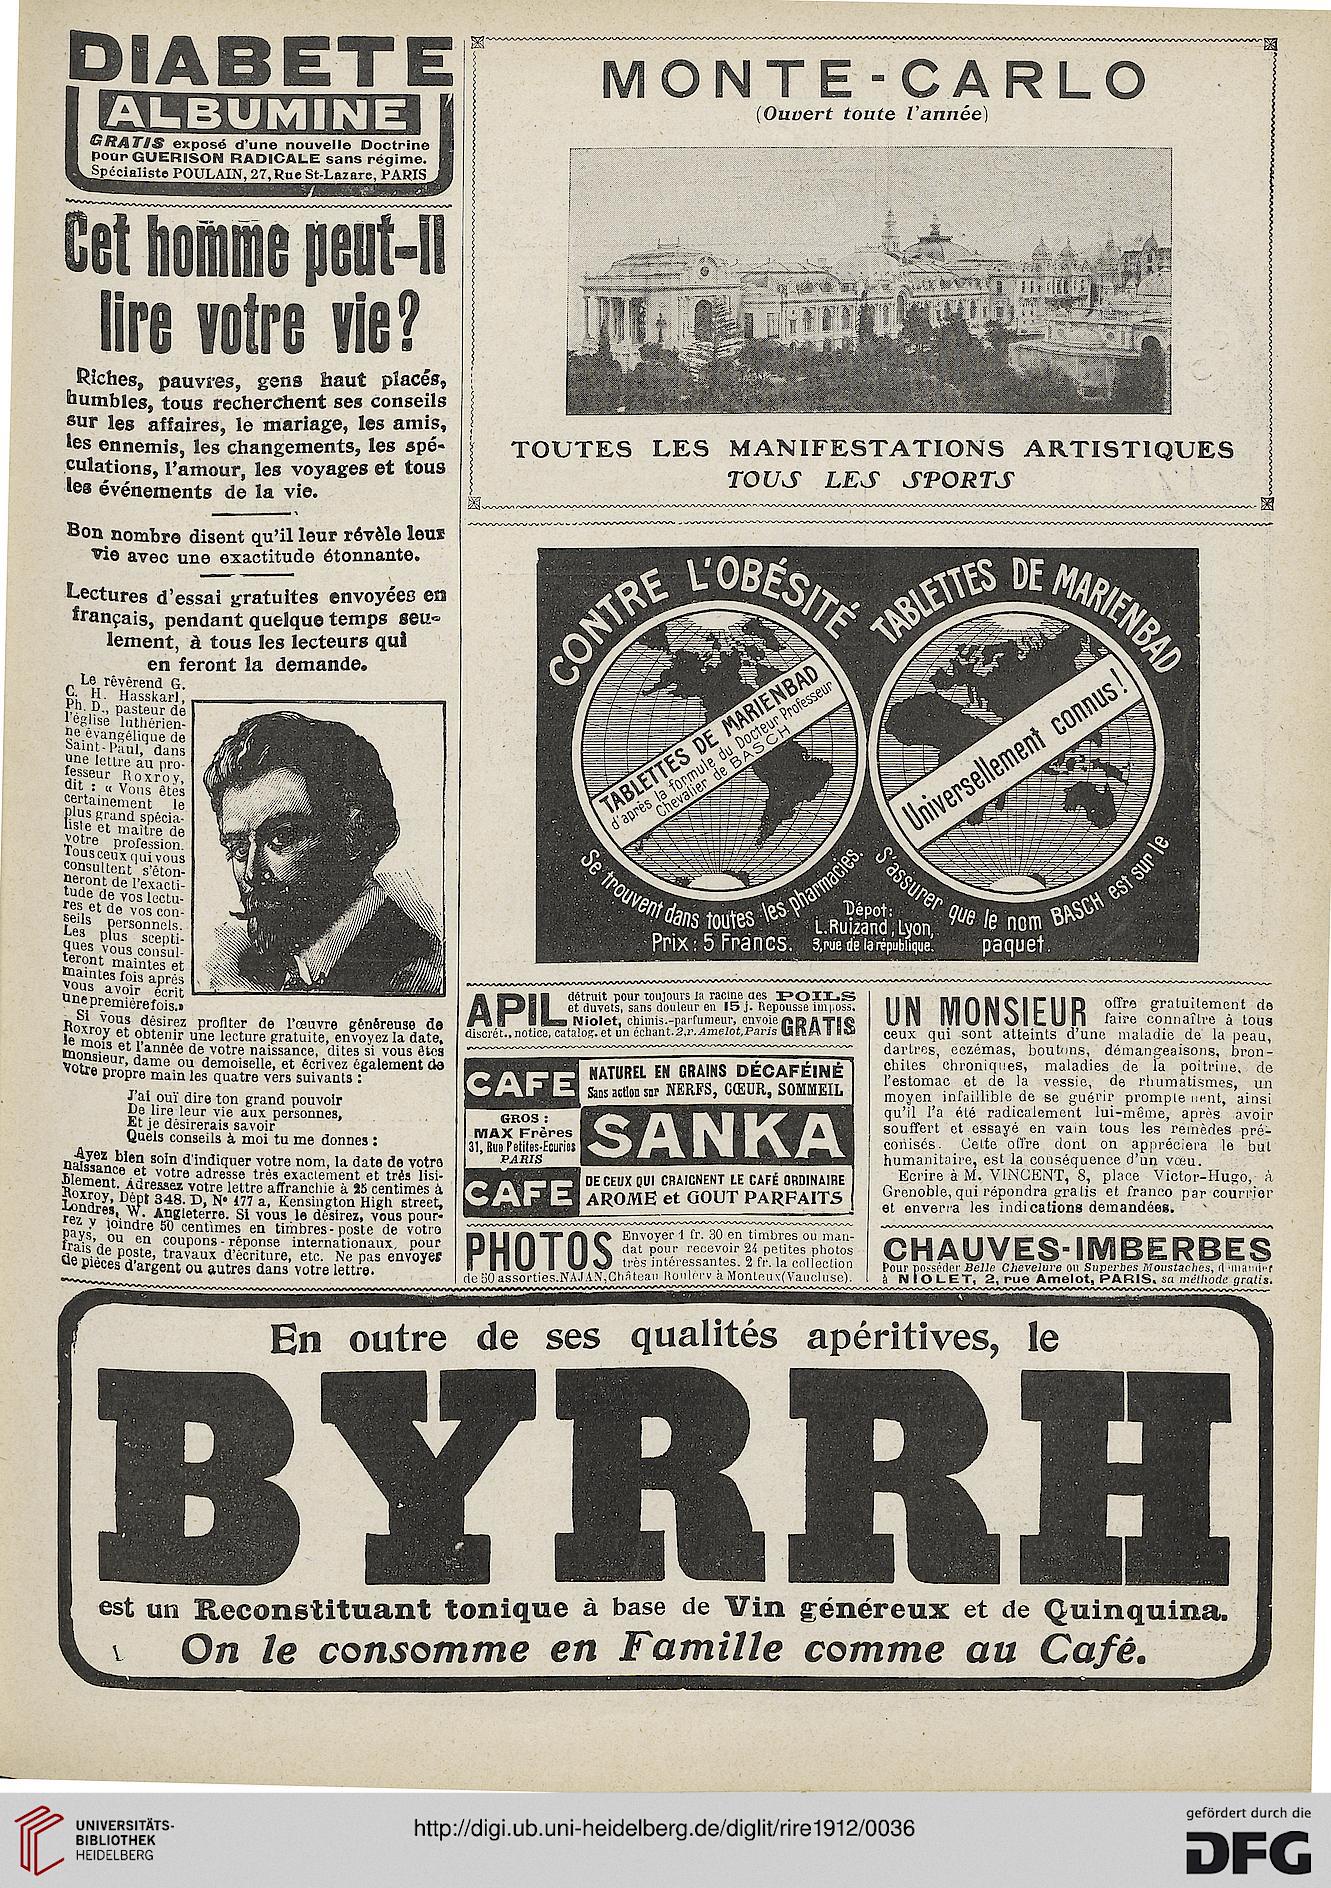 DIABETE
ALBUMINE
GRATIS exposé d'une nouvelle Doctrine
pour GUERISON RADICALE sans régime.
Spécialiste POULAIN, 27, Rue St-Lazare, PARIS
Cet homme peut-il
lire votre vie?
Riches, pauvres, gens haut placés,
humbles, tous recherchent ses conseils
sur les affaires, le mariage, les amis,
les ennemis, les changements, les spé-
culations, l'amour, les voyages et tous
les événements de la vie.
Bon nombre disent qu'il leur révèle leur
vie avec une exactitude étonnante.
Lectures d'essai gratuites envoyées en
français, pendant quelque temps seu-
lement, à tous les lecteurs qui
en feront la demande.
Le révérend G.
C. H. Hasskarl,
Ph. D., pasteur de
l'église luthérien-
ne évangélique de
Saint-Paul, dans
une lettre au pro-
fesseur Roxroy,
dit : « Vous êtes
certainement le
plus grand spécia-
liste et maître de
votre profession.
Tous ceux qui vous
consultent s'éton-
neront de l'exacti-
tude de vos lectu-
res et de vos con-
seils personnels.
Les plus scepti-
ques vous consul-
teront maintes et
maintes fois après
vous avoir écrit
une première fois.»
Si vous désirez profiter de l'œuvre généreuse de
Roxroy et obtenir une lecture gratuite, envoyez la date,
le mois et l'année de votre naissance, dites si vous êtes
monsieur, dame ou demoiselle, et écrivez également de
votre propre main les quatre vers suivants :
J'ai ouï dire ton grand pouvoir
De lire leur vie aux personnes,
Et je désirerais savoir
Quels conseils à moi tu me donnes :
Ayez bien soin d'indiquer votre nom, la date de votre
naissance et votre adresse très exactement et très lisi-
blement. Adressez votre lettre affranchie à 25 centimes à
Roxroy, Dépt 348. D, N° 177 a, Kensington High street,
Londres, W. Angleterre. Si vous le désirez, vous pour-
rez y joindre 50 centimes en timbres-poste de votre
pays, ou en coupons-réponse internationaux, pour
frais de poste, travaux d'écriture, etc. Ne pas envoyer
de pièces d'argent ou autres dans votre lettre.
MONTE-CARLO
(Ouvert toute l'année)
TOUTES LES MANIFESTATIONS ARTISTIQUES
TOUS LES SPORTS
CONTRE L'OBÉSITÉ
TABLETTES DE MARIENBAD
TABLETTES DE MARIENBAD
d'après la formule du Docteur Professeur
Chevalier de BASCH
Universellement connus!
Se trouvent dans toutes les pharmacies.
Prix : 5 Francs.
Dépot:
L. Ruizand, Lyon,
3, rue de la république.
S'assurer que le nom BASCH est sur le
paquet.
APIL détruit pour toujours la racine des POILS
et duvets, sans douleur en 15 j. Repousse imposs.
Niolet, chimis.-parfumeur, envoie GRATIS
discrét., notice, catalog. et un échant. 2, r. Amelot, Paris
CAFE
NATUREL EN GRAINS DÉCAFÉINÉ
Sans action sur NERFS, CŒUR, SOMMEIL
GROS :
MAX Frères
31, Rue Petites-Ecuries
PARIS
SANKA
CAFE
DE CEUX QUI CRAIGNENT LE CAFÉ ORDINAIRE
AROME et GOUT PARFAITS
PHOTOS Envoyer 1 fr. 30 en timbres ou man-
dat pour recevoir 24 petites photos
très intéressantes. 2 fr. la collection
de 50 assorties. NAJAN, Château Roulery à Monteux (Vaucluse).
UN MONSIEUR offre gratuitement de
faire connaître à tous
ceux qui sont atteints d'une maladie de la peau,
dartres, eczémas, boutons, démangeaisons, bron-
chites chroniques, maladies de la poitrine, de
l'estomac et de la vessie, de rhumatismes, un
moyen infaillible de se guérir promptement, ainsi
qu'il l'a été radicalement lui-même, après avoir
souffert et essayé en vain tous les remèdes pré-
conisés. Cette offre dont on appréciera le but
humanitaire, est la conséquence d'un vœu.
Ecrire à M. VINCENT, 8, place Victor-Hugo, à
Grenoble, qui répondra gratis et franco par courrier
et enverra les indications demandées.
CHAUVES-IMBERBES
Pour posséder Belle Chevelure ou Superbes Moustaches, demander
à NIOLET, 2, rue Amelot, PARIS, sa méthode gratis.
En outre de ses qualités apéritives, le
BYRRH
est un Reconstituant tonique à base de Vin généreux et de Quinquina.
On le consomme en Famille comme au Café.
UNIVERSITÄTS-
BIBLIOTHEK
HEIDELBERG
http://digi.ub.uni-heidelberg.de/diglit/rire1912/0036
gefördert durch die
DFG